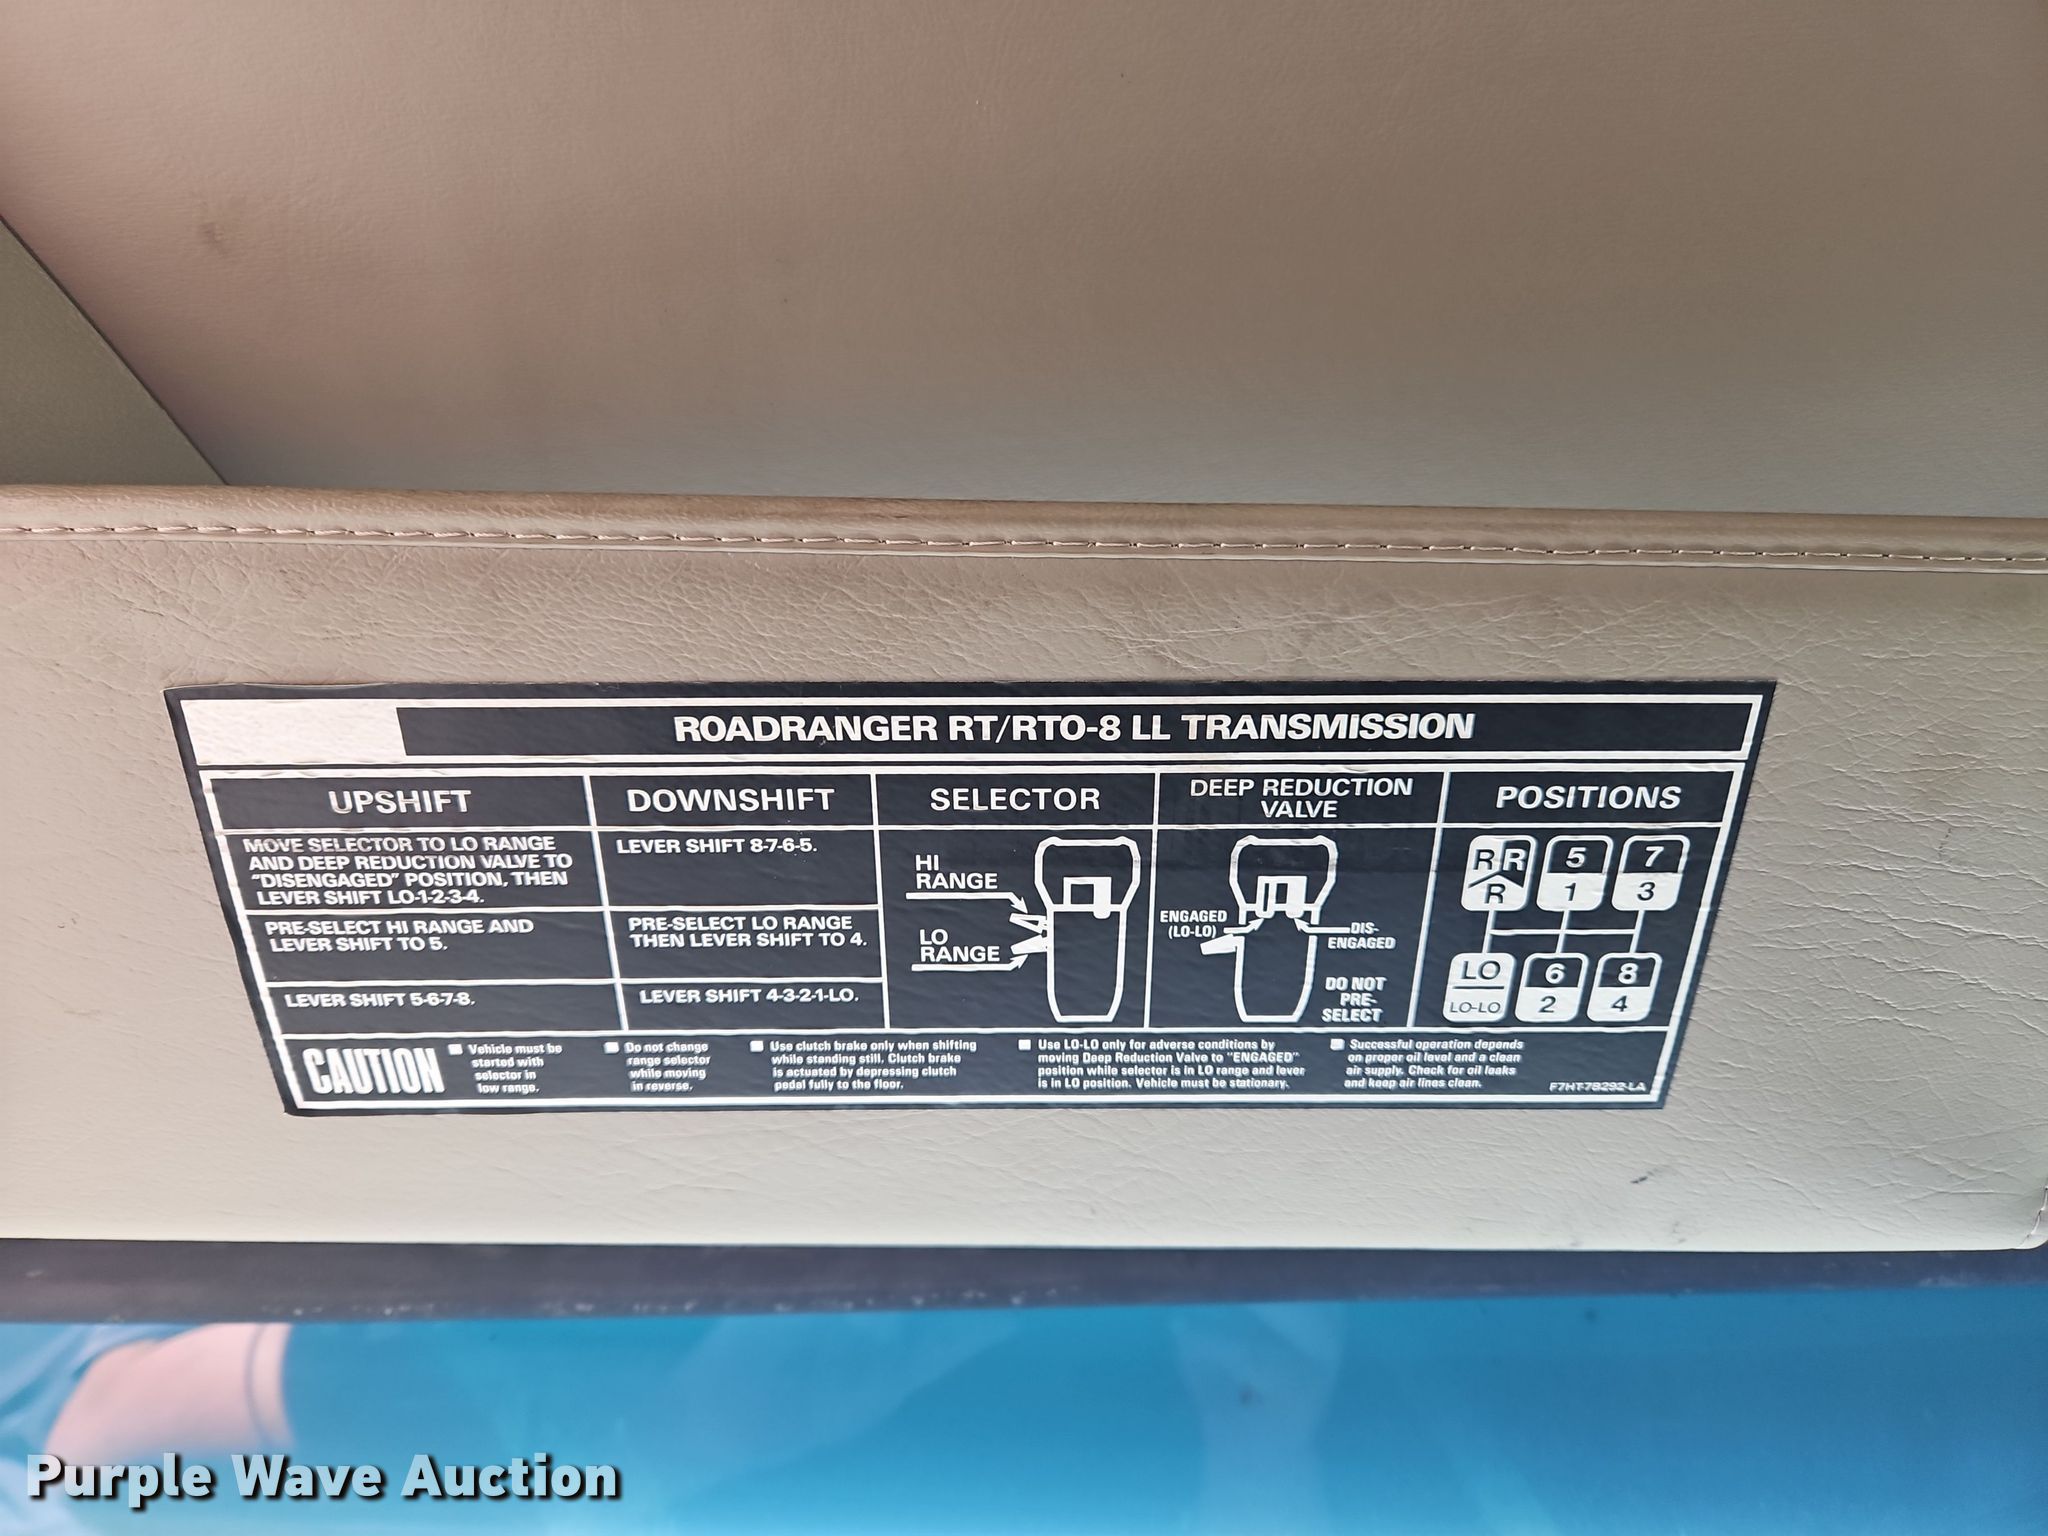 ROADRANGER RT/RTO-8 LL TRANSMISSION
UPSHIFT
MOVE SELECTOR TO LO RANGE
AND DEEP REDUCTION VALVE TO
"DISENGAGED" POSITION, THEN
LEVER SHIFT LO-1-2-3-4.
PRE-SELECT HI RANGE AND
LEVER SHIFT TO 5.
LEVER SHIFT 5-6-7-8.
DOWNSHIFT
LEVER SHIFT 8-7-6-5.
PRE-SELECT LO RANGE
THEN LEVER SHIFT TO 4.
LEVER SHIFT 4-3-2-1-LO.
SELECTOR
HI
RANGE
LO
RANGE
DEEP REDUCTION
VALVE
ENGAGED
(LO-LO)
DIS-
ENGAGED
DO NOT
PRE-
SELECT
POSITIONS
R R 5 7
R 1 3
LO 6 8
LO-LO 2 4
CAUTION
Vehicle must be
started with
selector in
low range.
Do not change
range selector
while moving
in reverse.
Use clutch brake only when shifting
while standing still. Clutch brake
is actuated by depressing clutch
pedal fully to the floor.
Use LO-LO only for adverse conditions by
moving Deep Reduction Valve to "ENGAGED"
position while selector is in LO range and lever
is in LO position. Vehicle must be stationary.
Successful operation depends
on proper oil level and a clean
air supply. Check for oil leaks
and keep air lines clean.
F7HT-7B292-LA
Purple Wave Auction